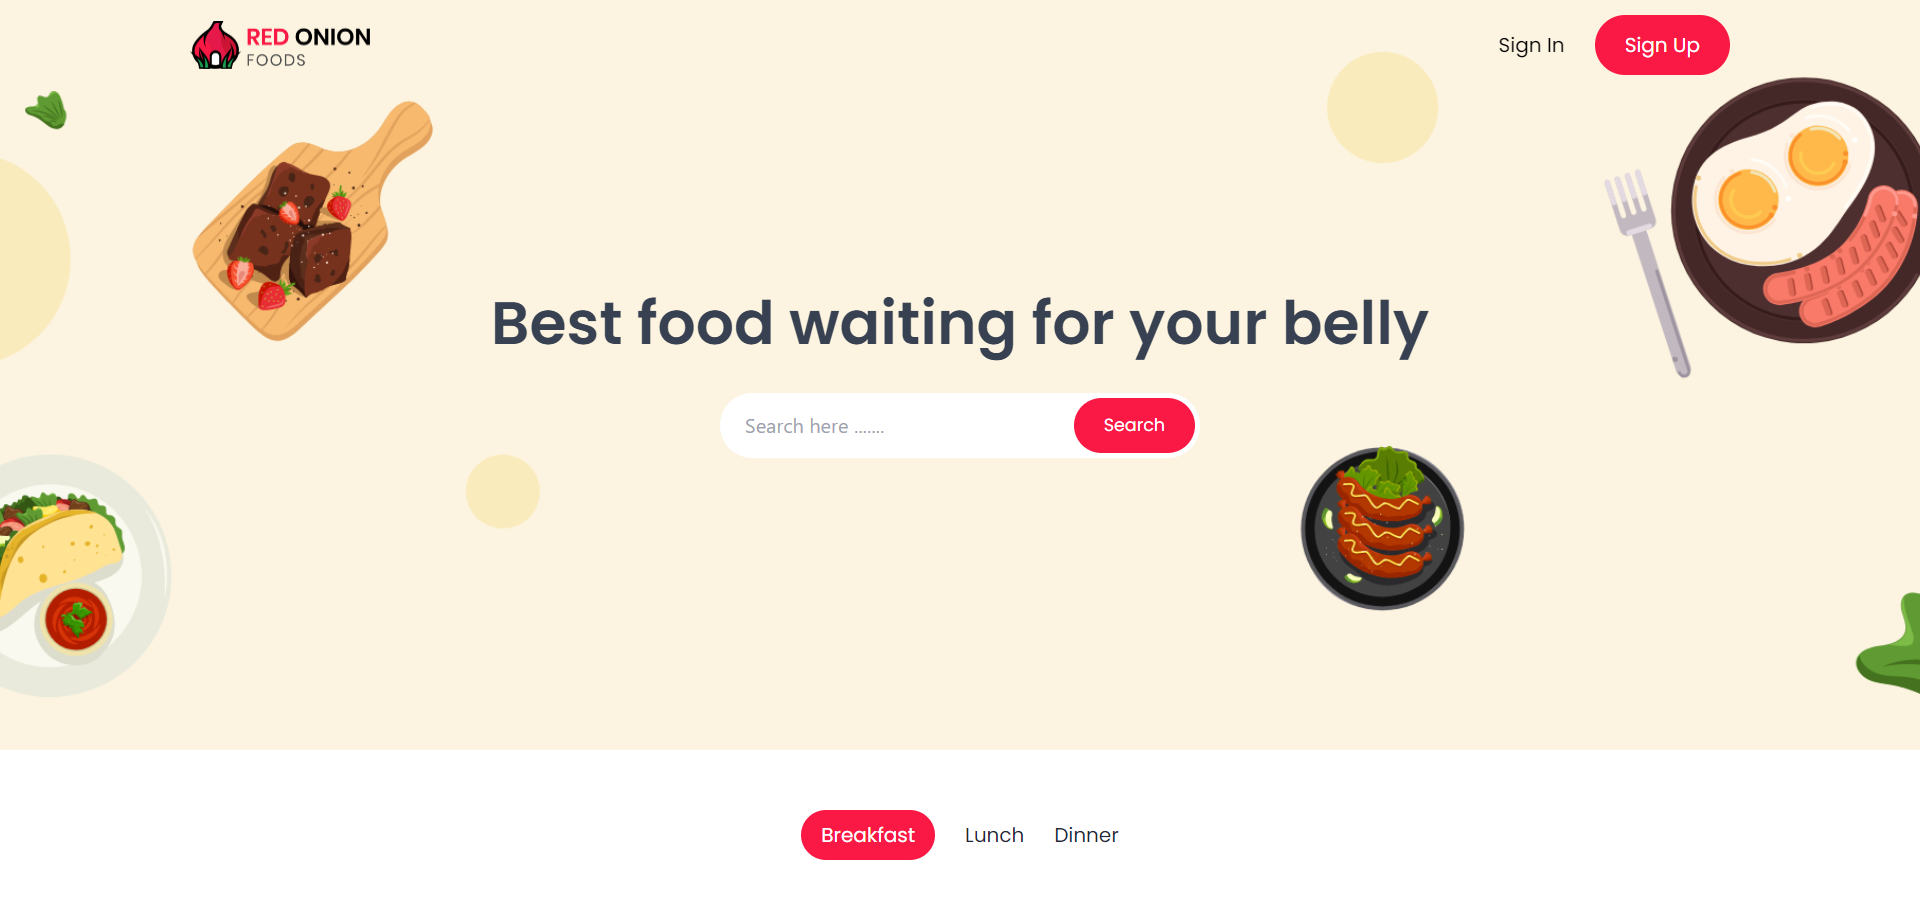 RED ONION
FOODS
Sign In
Sign Up
Best food waiting for your belly
Search here .......
Search
Breakfast
Lunch
Dinner